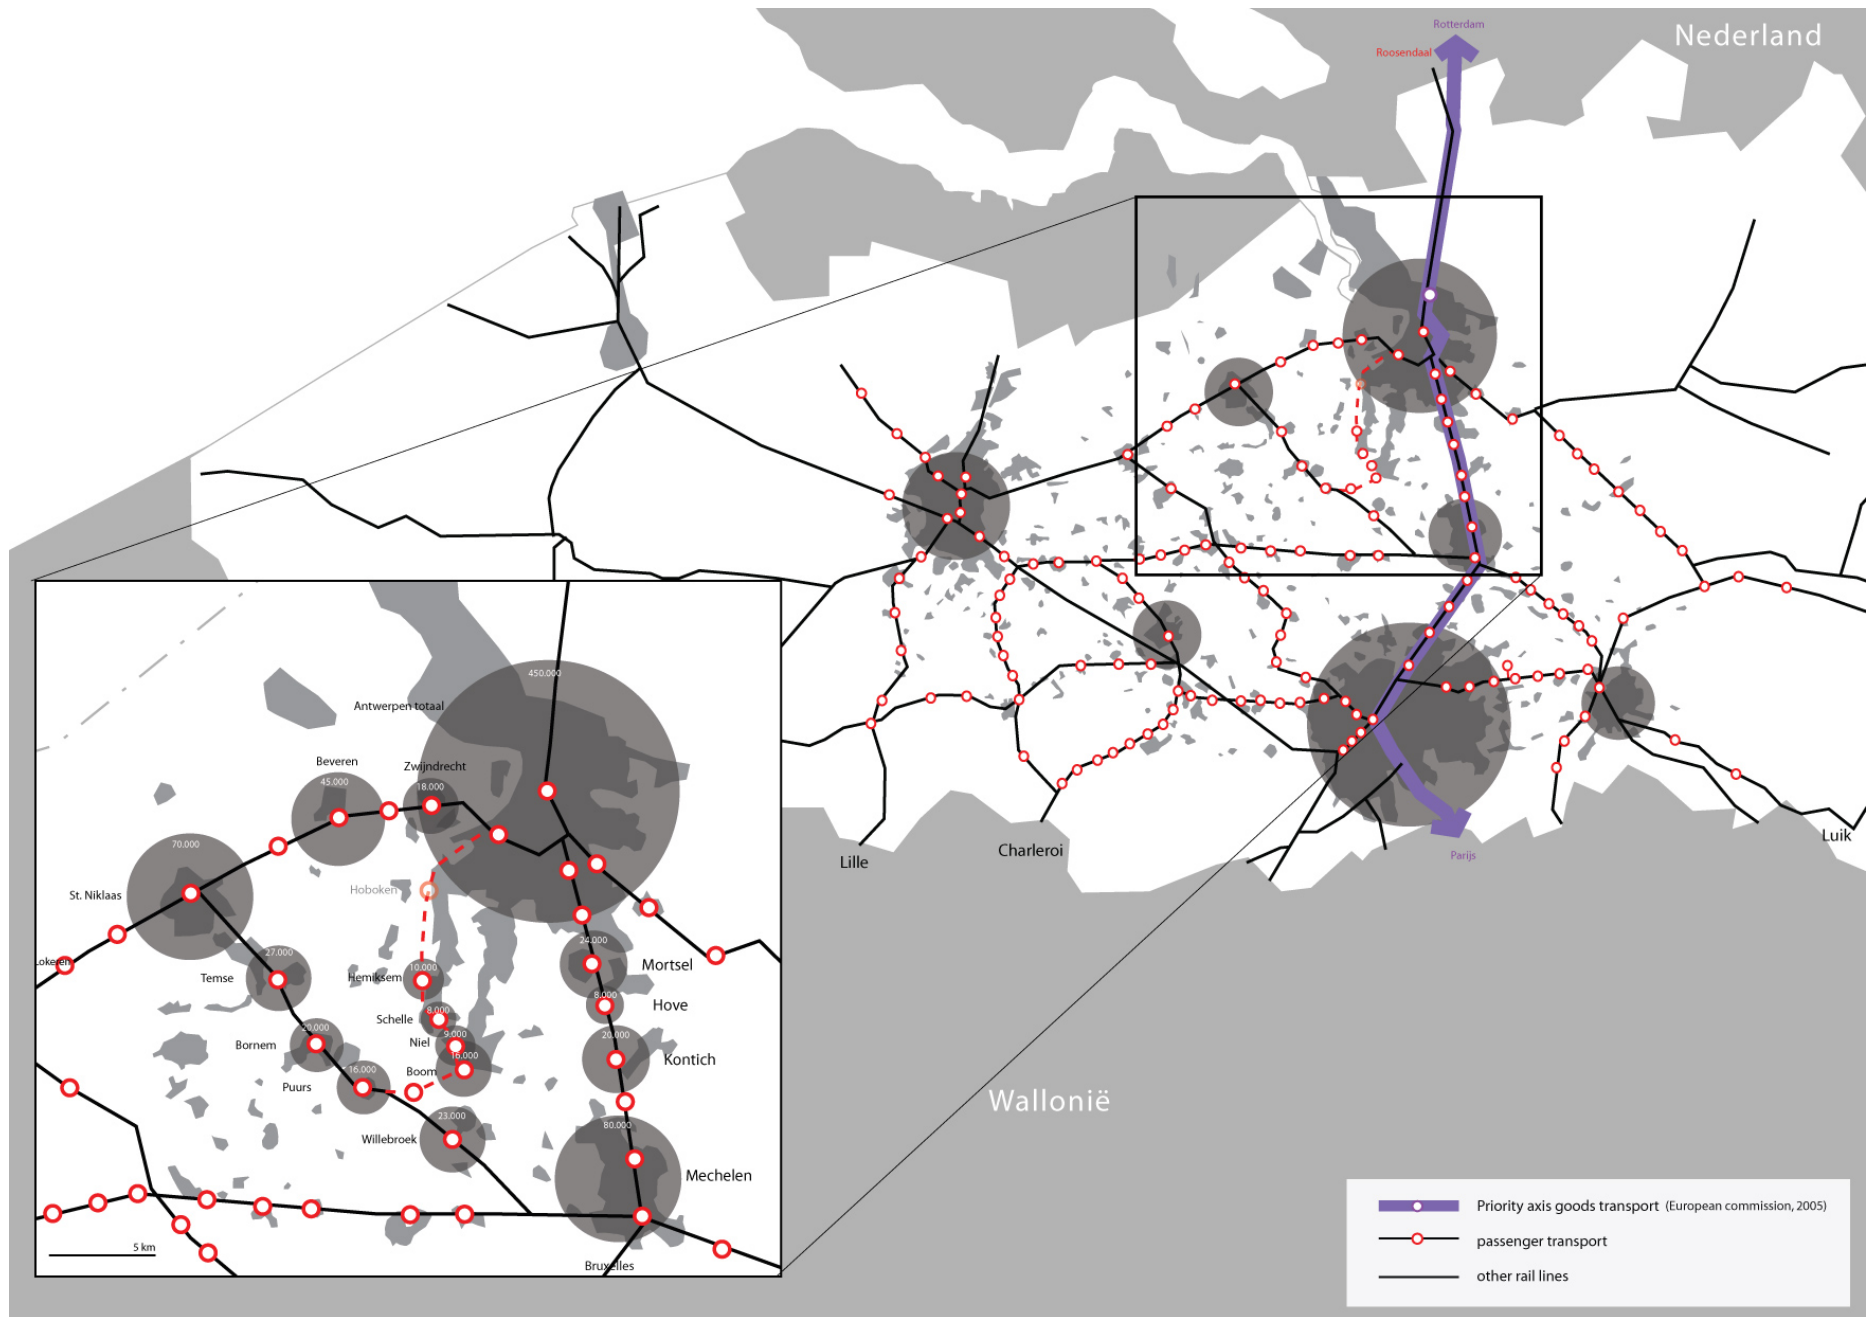 Rotterdam
Nederland
Roosendaal
450.000
Antwerpen totaal
Beveren
45.000
Zwijndrecht
18.000
70.000
St. Niklaas
Hoboken
Lokeren
Temse
27.000
Hemiksem
10.000
24.000
Mortsel
8.000
Hove
Schelle
8.000
Bornem
20.000
Niel
9.000
20.000
Kontich
Puurs
16.000
Boom
16.000
Willebroek
23.000
80.000
Mechelen
5 km
Bruxelles
Lille
Charleroi
Luik
Parijs
Wallonië
Priority axis goods transport (European commission, 2005)
passenger transport
other rail lines